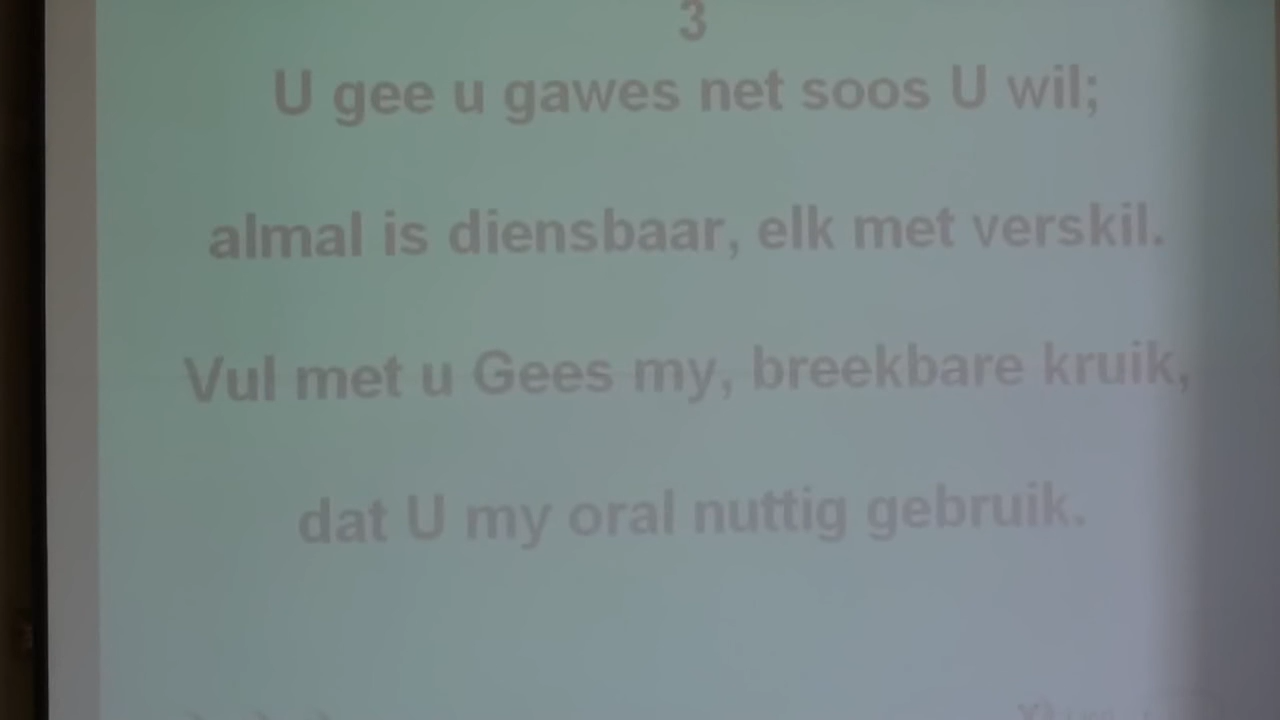 3
U gee u gawes net soos U wil;
almal is diensbaar, elk met verskil.
Vul met u Gees my, breekbare kruik,
dat U my oral nuttig gebruik.